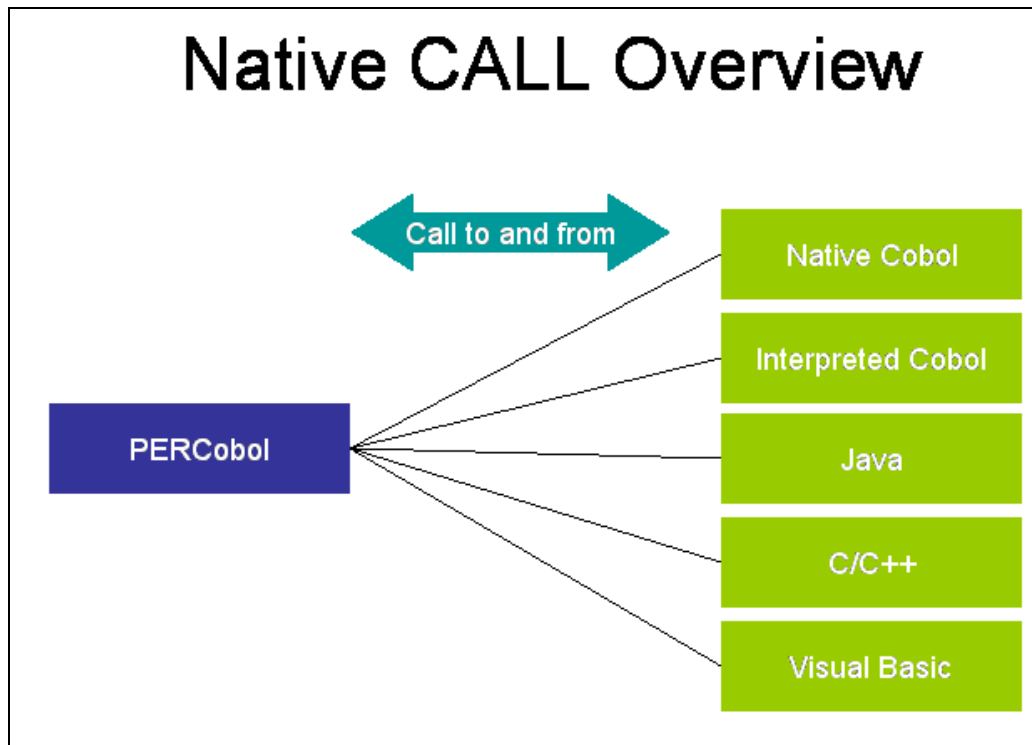 Native CALL Overview
Call to and from
Native Cobol
Interpreted Cobol
PERCobol
Java
C/C++
Visual Basic